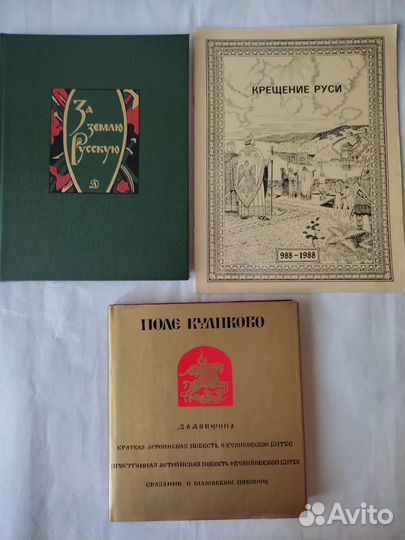 За
землю
Русскую
КРЕЩЕНИЕ РУСИ
988-1988
ПОЛЕ КУЛИКОВО
ЗАДОНЩИНА
КРАТКАЯ ЛЕТОПИСНАЯ ПОВЕСТЬ О КУЛИКОВСКОЙ БИТВЕ
ПРОСТРАННАЯ ЛЕТОПИСНАЯ ПОВЕСТЬ О КУЛИКОВСКОЙ БИТВЕ
СКАЗАНИЕ О МАМАЕВОМ ПОБОИЩЕ
Avito